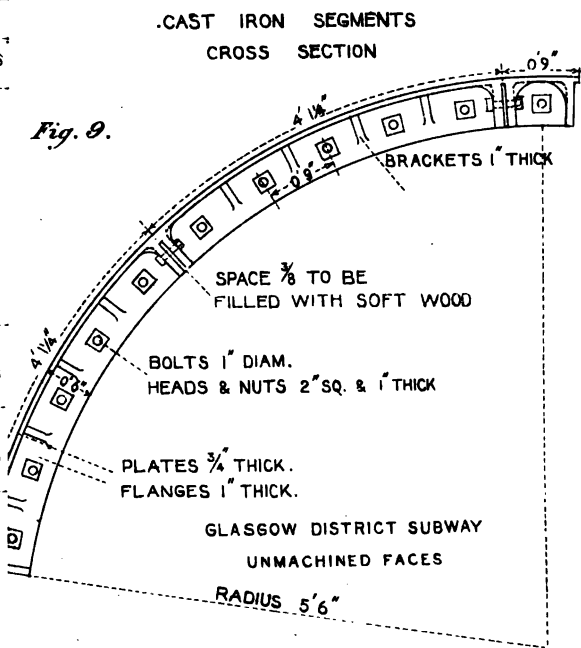 .CAST IRON SEGMENTS
CROSS SECTION
0'9"
4' 1⅛"
Fig. 9.
BRACKETS 1" THICK
0'9"
SPACE ⅜ TO BE
FILLED WITH SOFT WOOD
4' 1¼"
BOLTS 1" DIAM.
HEADS & NUTS 2" SQ. & 1" THICK
0'6"
PLATES ¾" THICK.
FLANGES 1" THICK.
GLASGOW DISTRICT SUBWAY
UNMACHINED FACES
RADIUS 5'6"